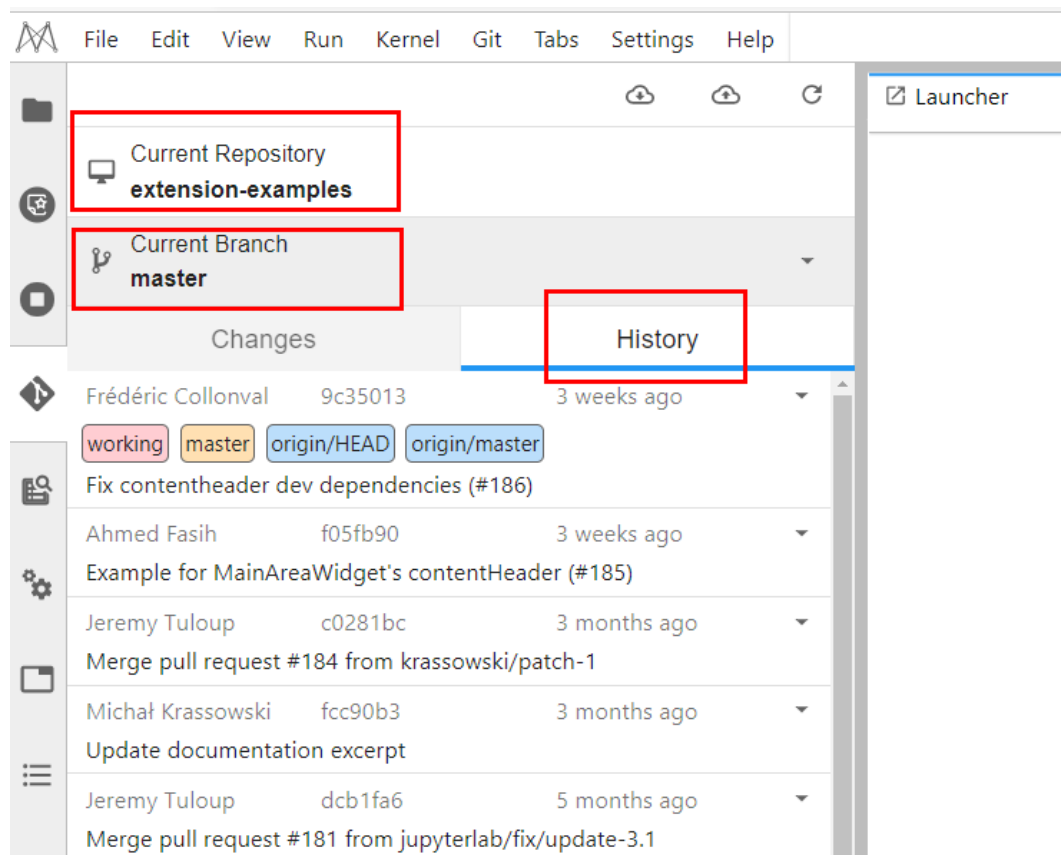 File Edit View Run Kernel Git Tabs Settings Help
Launcher
Current Repository
extension-examples
Current Branch
master
Changes History
Frédéric Collonval 9c35013 3 weeks ago
working master origin/HEAD origin/master
Fix contentheader dev dependencies (#186)
Ahmed Fasih f05fb90 3 weeks ago
Example for MainAreaWidget's contentHeader (#185)
Jeremy Tuloup c0281bc 3 months ago
Merge pull request #184 from krassowski/patch-1
Michał Krassowski fcc90b3 3 months ago
Update documentation excerpt
Jeremy Tuloup dcb1fa6 5 months ago
Merge pull request #181 from jupyterlab/fix/update-3.1